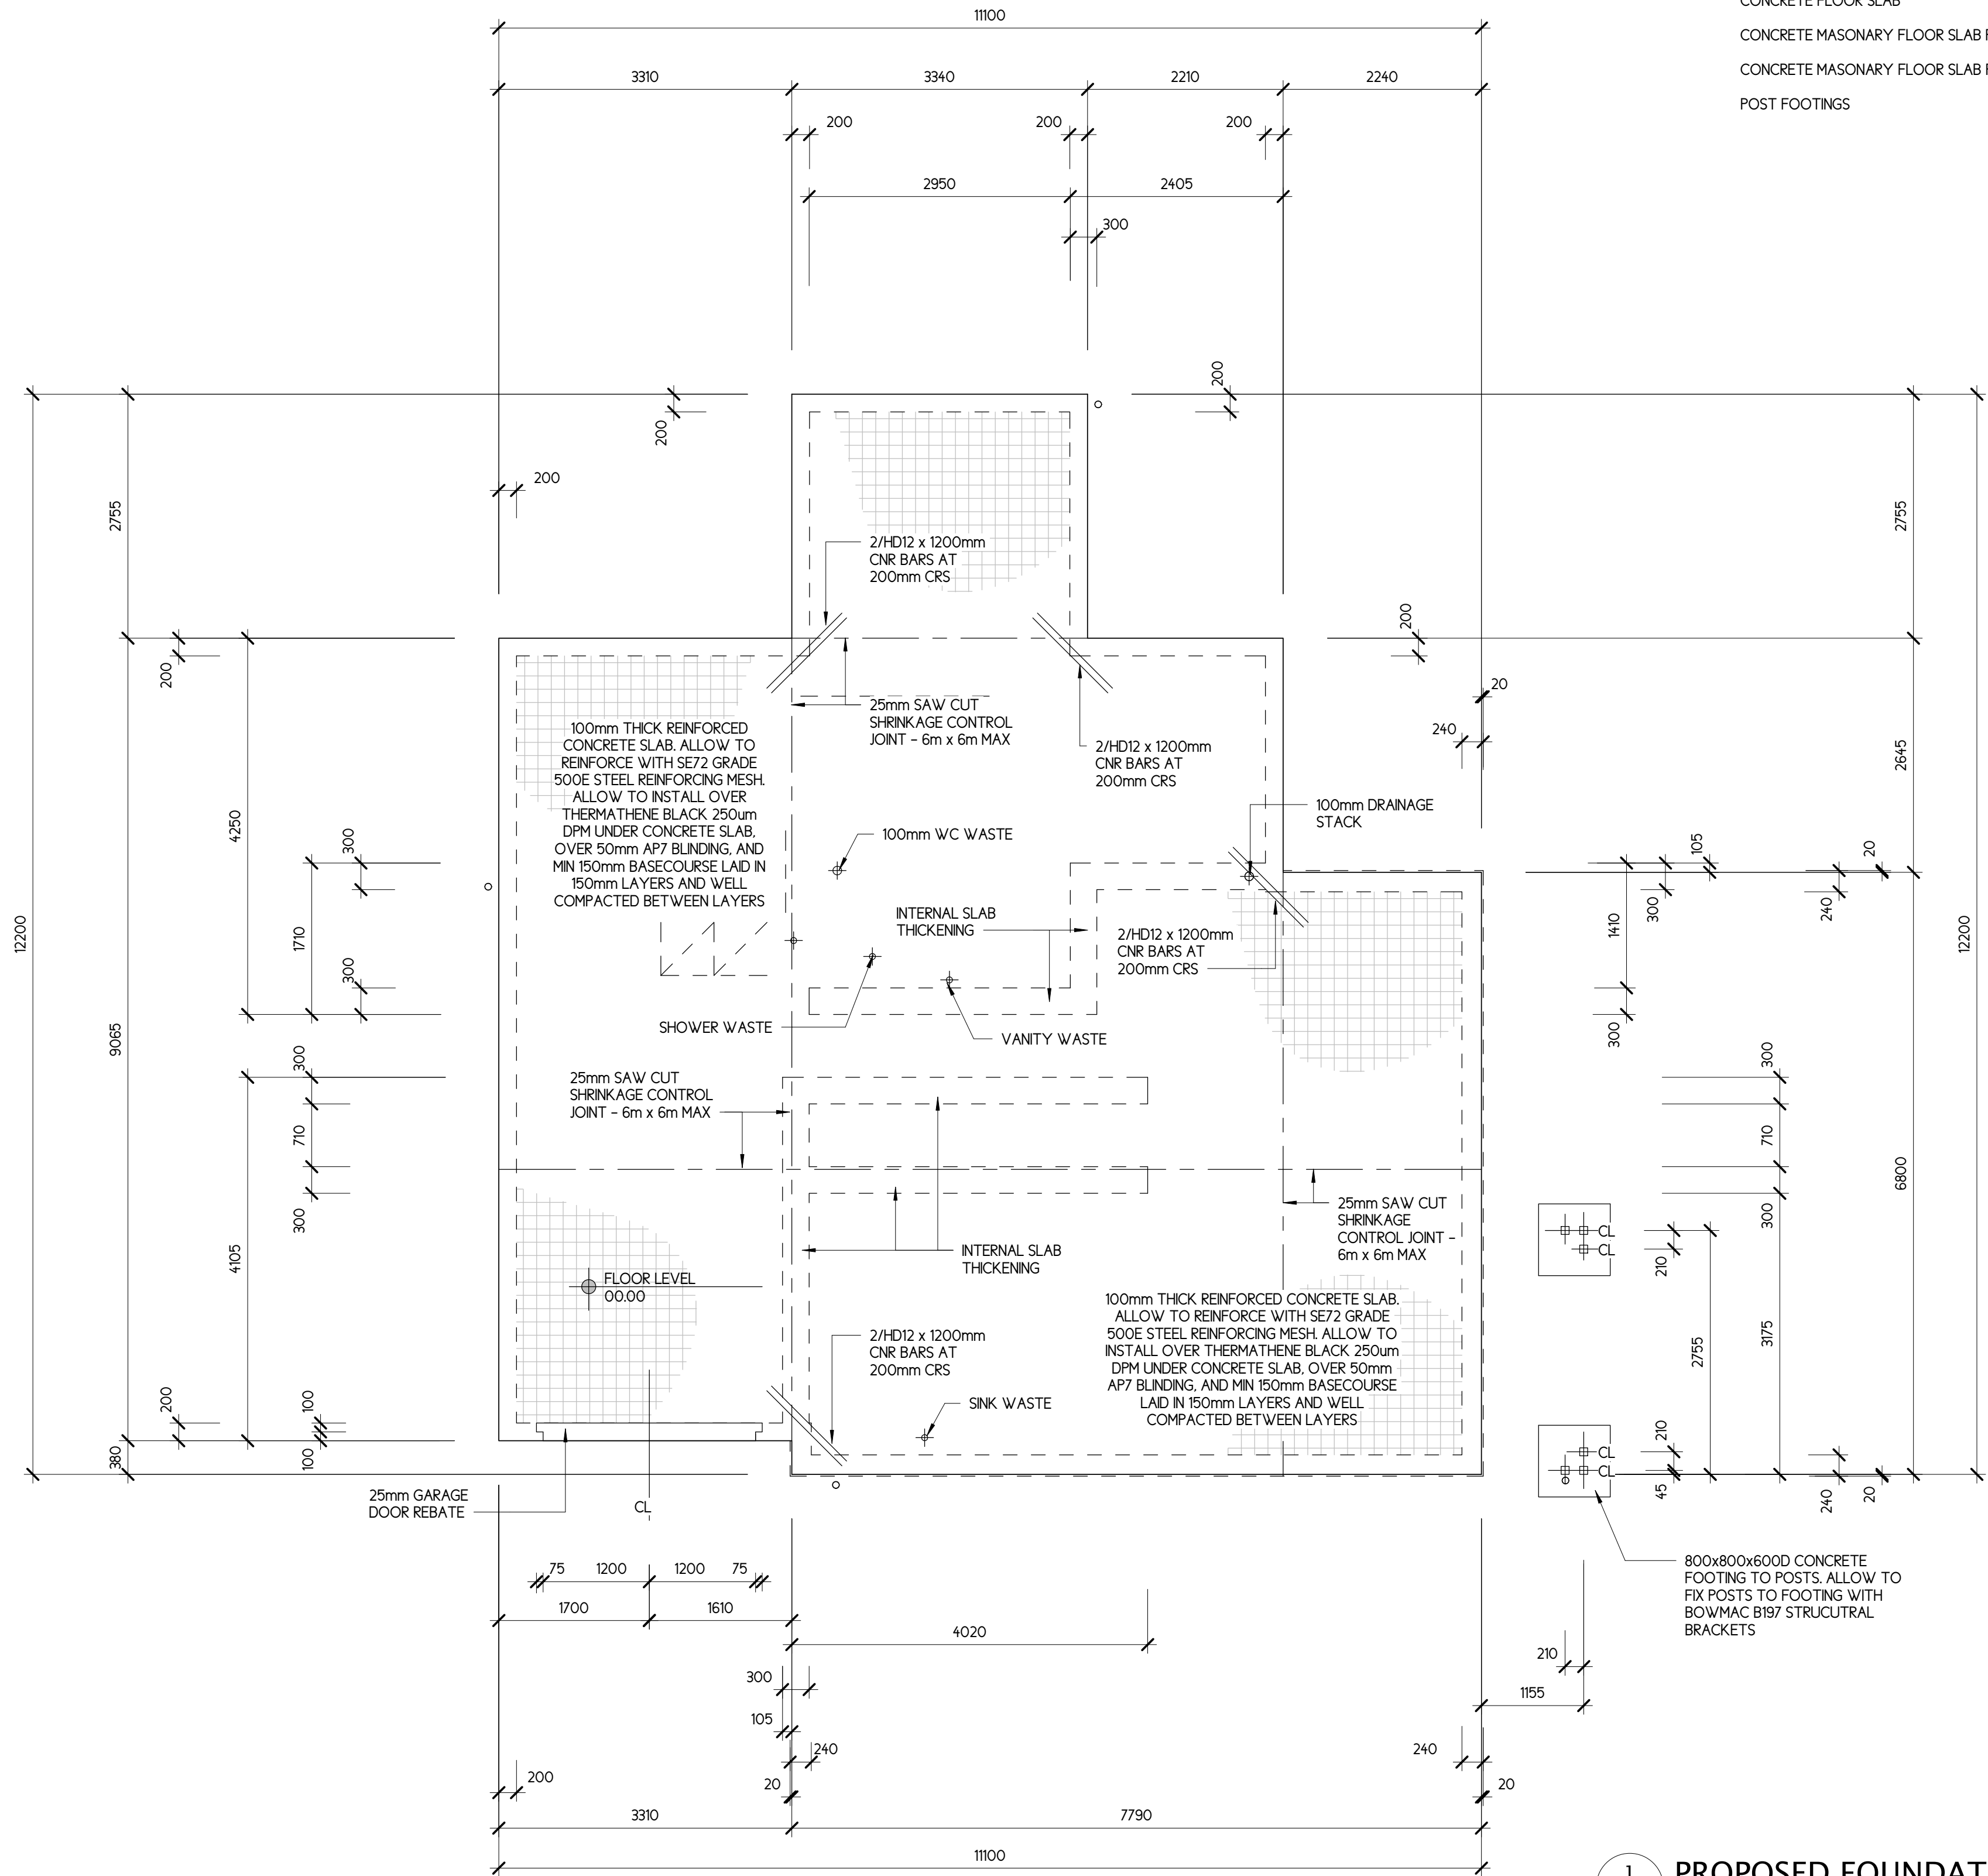 CONCRETE FLOOR SLAB
CONCRETE MASONARY FLOOR SLAB
CONCRETE MASONARY FLOOR SLAB
POST FOOTINGS
11100
3310
3340
2210
2240
200
200
200
2950
2405
300
200
200
200
2755
2755
12200
12200
2/HD12 x 1200mm
CNR BARS AT
200mm CRS
200
200
20
240
25mm SAW CUT
SHRINKAGE CONTROL
JOINT - 6m x 6m MAX
2/HD12 x 1200mm
CNR BARS AT
200mm CRS
100mm THICK REINFORCED
CONCRETE SLAB. ALLOW TO
REINFORCE WITH SE72 GRADE
500E STEEL REINFORCING MESH.
ALLOW TO INSTALL OVER
THERMATHENE BLACK 250um
DPM UNDER CONCRETE SLAB,
OVER 50mm AP7 BLINDING, AND
MIN 150mm BASECOURSE LAID IN
150mm LAYERS AND WELL
COMPACTED BETWEEN LAYERS
100mm DRAINAGE
STACK
100mm WC WASTE
2645
4250
300
1710
300
9065
105
20
300
1410
240
300
INTERNAL SLAB
THICKENING
2/HD12 x 1200mm
CNR BARS AT
200mm CRS
SHOWER WASTE
VANITY WASTE
25mm SAW CUT
SHRINKAGE CONTROL
JOINT - 6m x 6m MAX
300
710
300
4105
300
710
300
3175
6800
25mm SAW CUT
SHRINKAGE
CONTROL JOINT -
6m x 6m MAX
CL
CL
210
2755
INTERNAL SLAB
THICKENING
FLOOR LEVEL
00.00
100mm THICK REINFORCED CONCRETE SLAB.
ALLOW TO REINFORCE WITH SE72 GRADE
500E STEEL REINFORCING MESH. ALLOW TO
INSTALL OVER THERMATHENE BLACK 250um
DPM UNDER CONCRETE SLAB, OVER 50mm
AP7 BLINDING, AND MIN 150mm BASECOURSE
LAID IN 150mm LAYERS AND WELL
COMPACTED BETWEEN LAYERS
2/HD12 x 1200mm
CNR BARS AT
200mm CRS
SINK WASTE
200
100
100
380
CL
CL
210
45
240
20
25mm GARAGE
DOOR REBATE
CL
800x800x600D CONCRETE
FOOTING TO POSTS. ALLOW TO
FIX POSTS TO FOOTING WITH
BOWMAC B197 STRUCUTRAL
BRACKETS
75
1200
1200
75
1700
1610
4020
210
1155
300
105
240
240
200
20
20
3310
7790
11100
1
PROPOSED